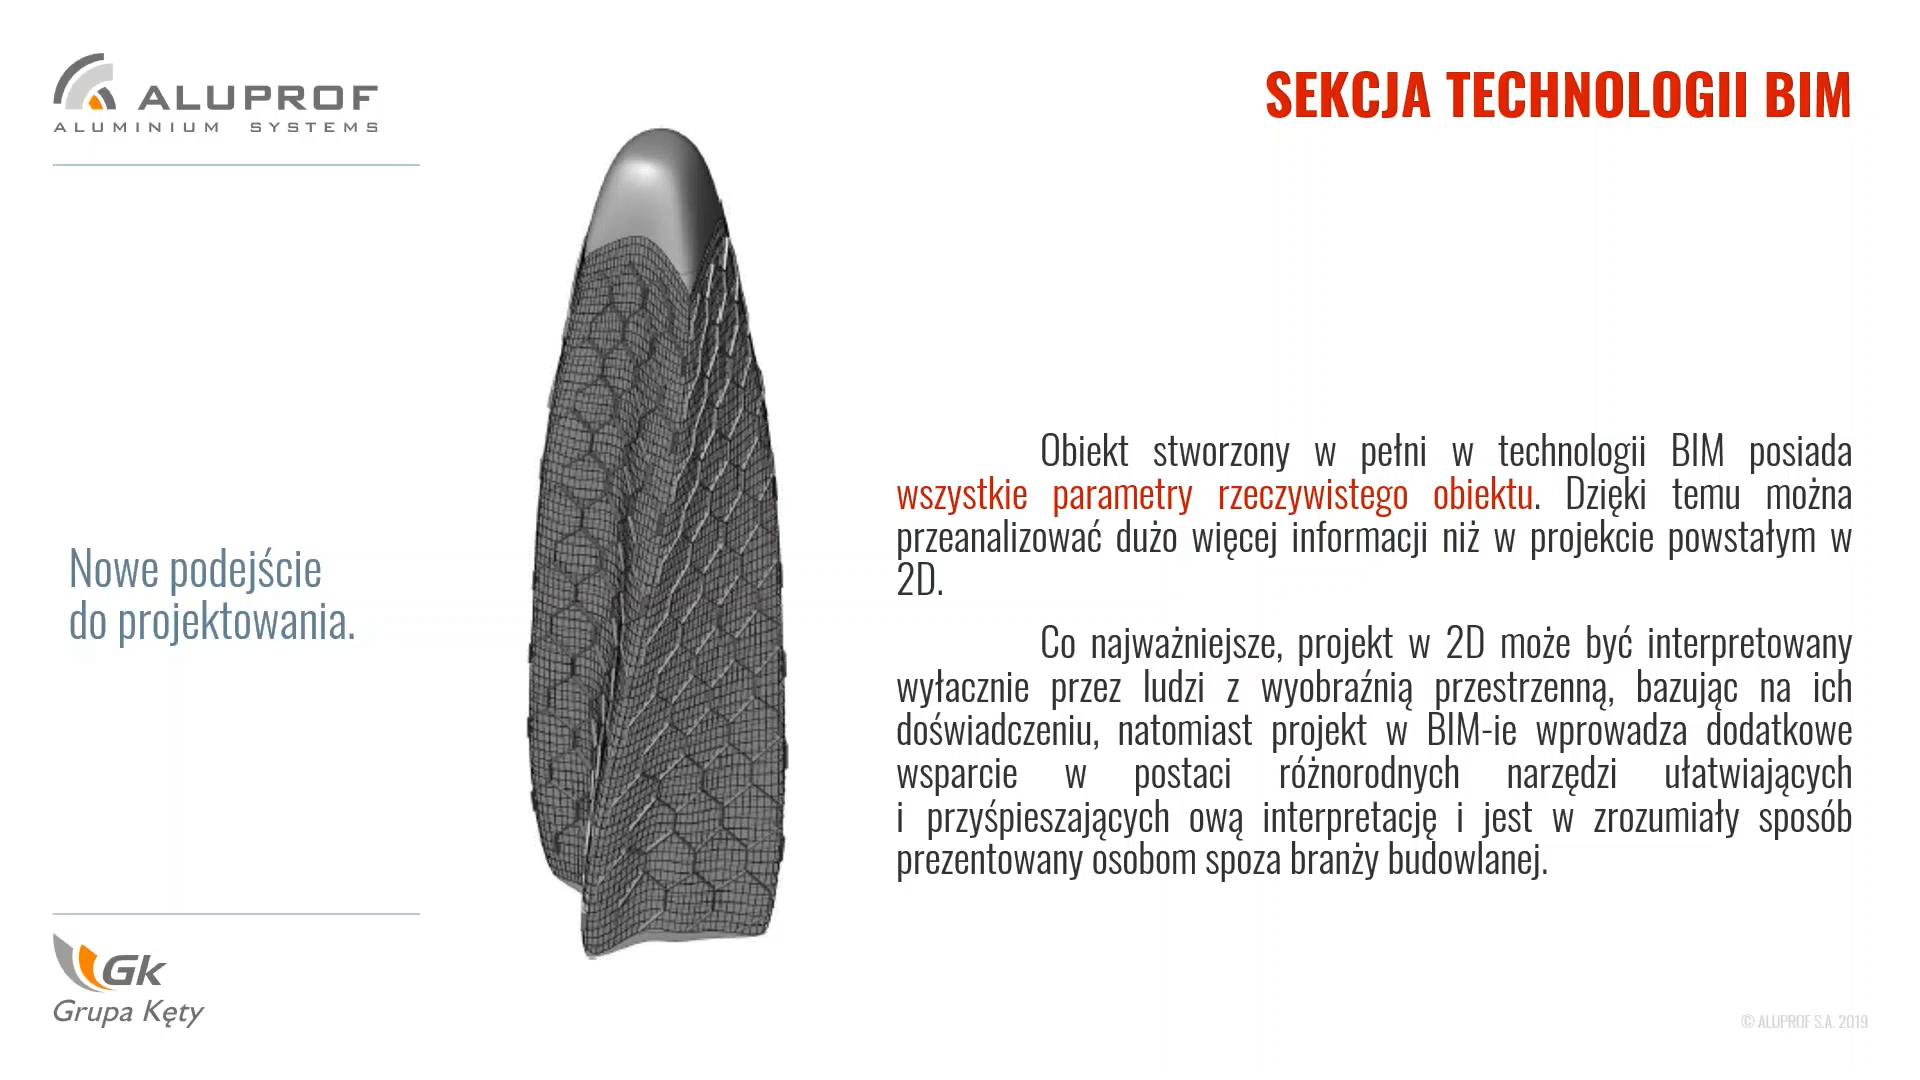 ALUPROF
ALUMINIUM SYSTEMS
SEKCJA TECHNOLOGII BIM
Nowe podejście
do projektowania.
Obiekt stworzony w pełni w technologii BIM posiada
wszystkie parametry rzeczywistego obiektu. Dzięki temu można
przeanalizować dużo więcej informacji niż w projekcie powstałym w
2D.
Co najważniejsze, projekt w 2D może być interpretowany
wyłacznie przez ludzi z wyobraźnią przestrzenną, bazując na ich
doświadczeniu, natomiast projekt w BIM-ie wprowadza dodatkowe
wsparcie w postaci różnorodnych narzędzi ułatwiających
i przyśpieszających ową interpretację i jest w zrozumiały sposób
prezentowany osobom spoza branży budowlanej.
Gk
Grupa Kęty
© ALUPROF S.A. 2019